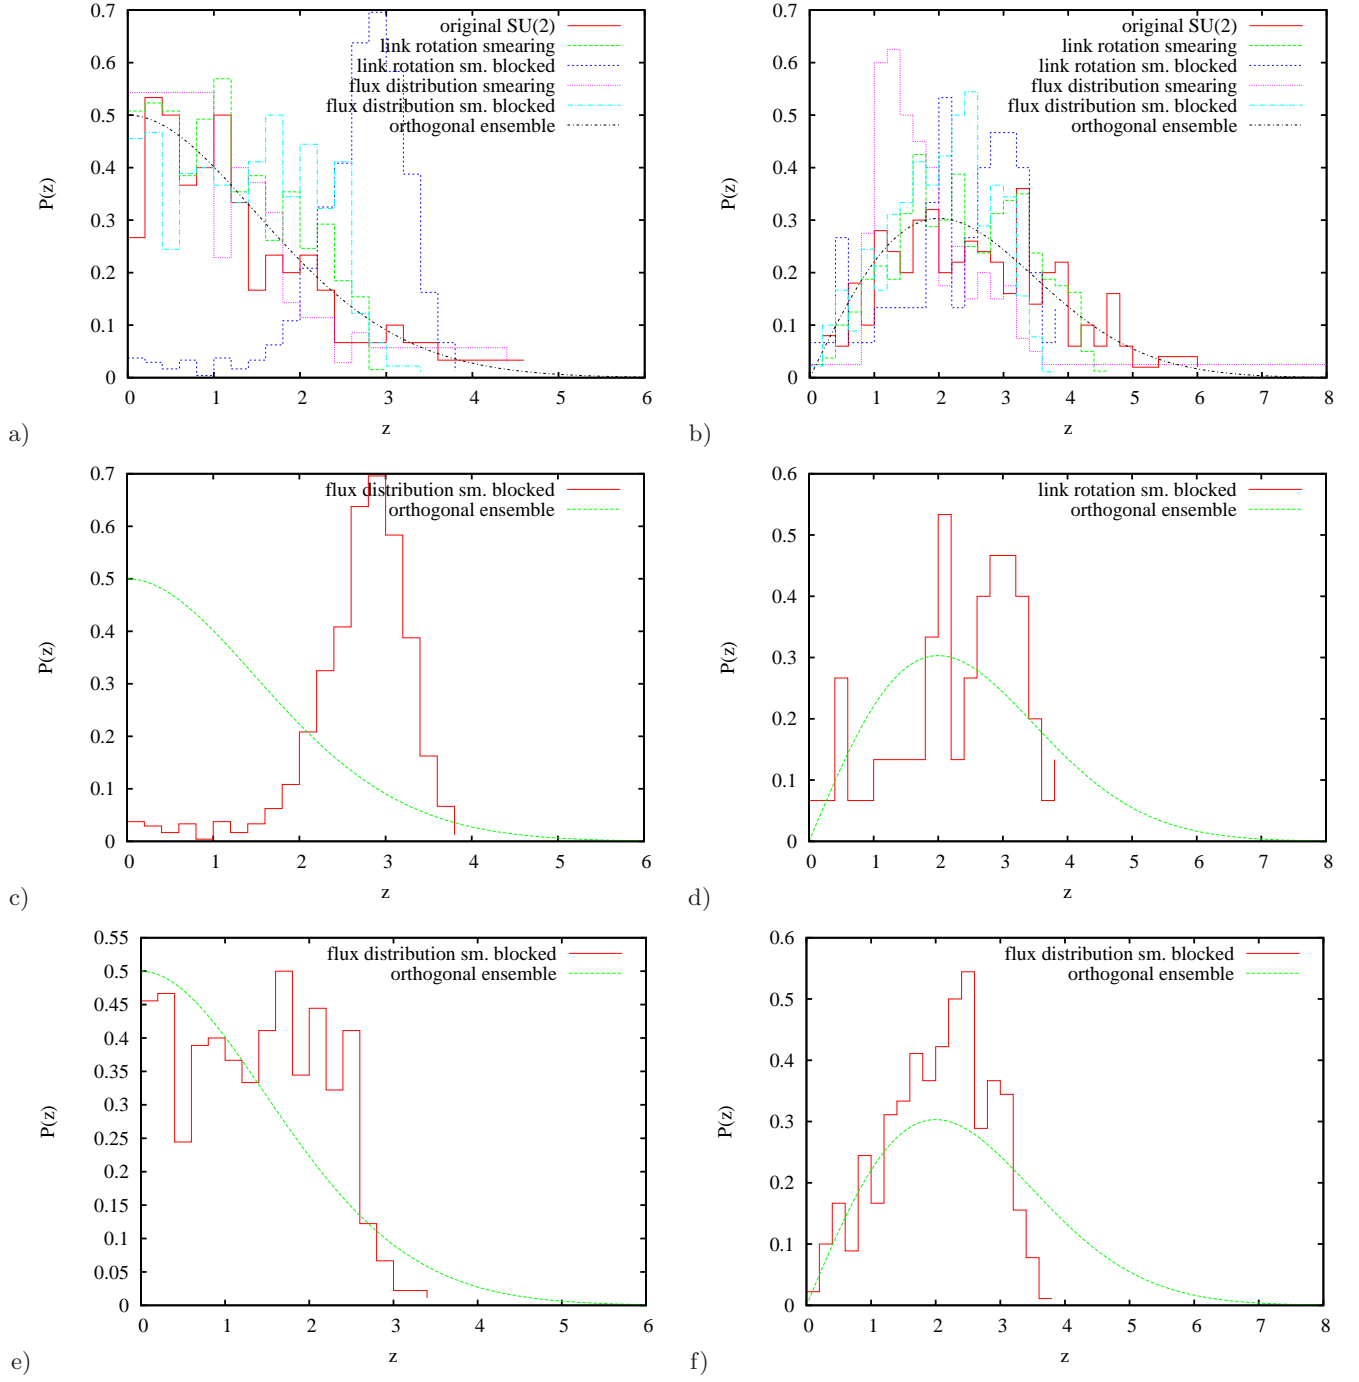 original SU(2)
link rotation smearing
link rotation sm. blocked
flux distribution smearing
flux distribution sm. blocked
orthogonal ensemble
P(z)
0.7
0.6
0.5
0.4
0.3
0.2
0.1
0
0 1 2 3 4 5 6
z
a)
original SU(2)
link rotation smearing
link rotation sm. blocked
flux distribution smearing
flux distribution sm. blocked
orthogonal ensemble
P(z)
0.7
0.6
0.5
0.4
0.3
0.2
0.1
0
0 1 2 3 4 5 6 7 8
z
b)
flux distribution sm. blocked
orthogonal ensemble
P(z)
0.7
0.6
0.5
0.4
0.3
0.2
0.1
0
0 1 2 3 4 5 6
z
c)
link rotation sm. blocked
orthogonal ensemble
P(z)
0.6
0.5
0.4
0.3
0.2
0.1
0
0 1 2 3 4 5 6 7 8
z
d)
flux distribution sm. blocked
orthogonal ensemble
P(z)
0.55
0.5
0.45
0.4
0.35
0.3
0.25
0.2
0.15
0.1
0.05
0
0 1 2 3 4 5 6
z
e)
flux distribution sm. blocked
orthogonal ensemble
P(z)
0.6
0.5
0.4
0.3
0.2
0.1
0
0 1 2 3 4 5 6 7 8
z
f)